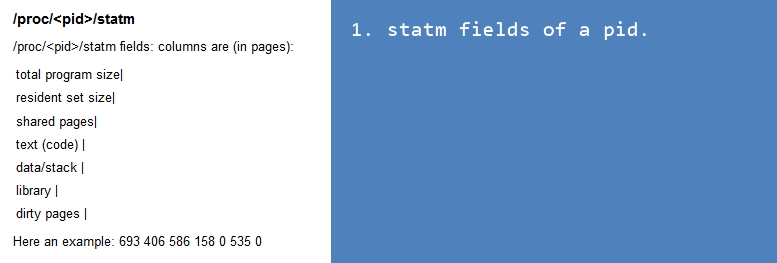 /proc/<pid>/statm
/proc/<pid>/statm fields: columns are (in pages):
total program size|
resident set size|
shared pages|
text (code) |
data/stack |
library |
dirty pages |
Here an example: 693 406 586 158 0 535 0
1. statm fields of a pid.